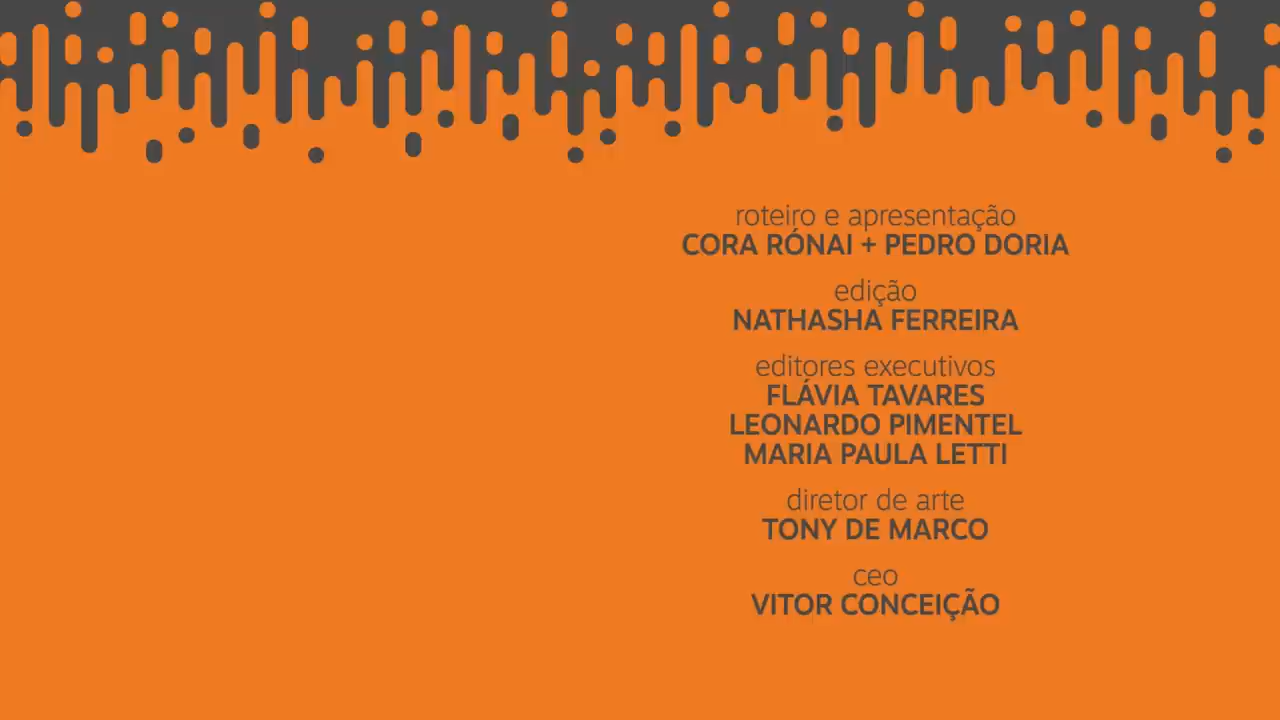 roteiro e apresentação
CORA RÓNAI + PEDRO DORIA
edição
NATHASHA FERREIRA
editores executivos
FLÁVIA TAVARES
LEONARDO PIMENTEL
MARIA PAULA LETTI
diretor de arte
TONY DE MARCO
ceo
VITOR CONCEIÇÃO